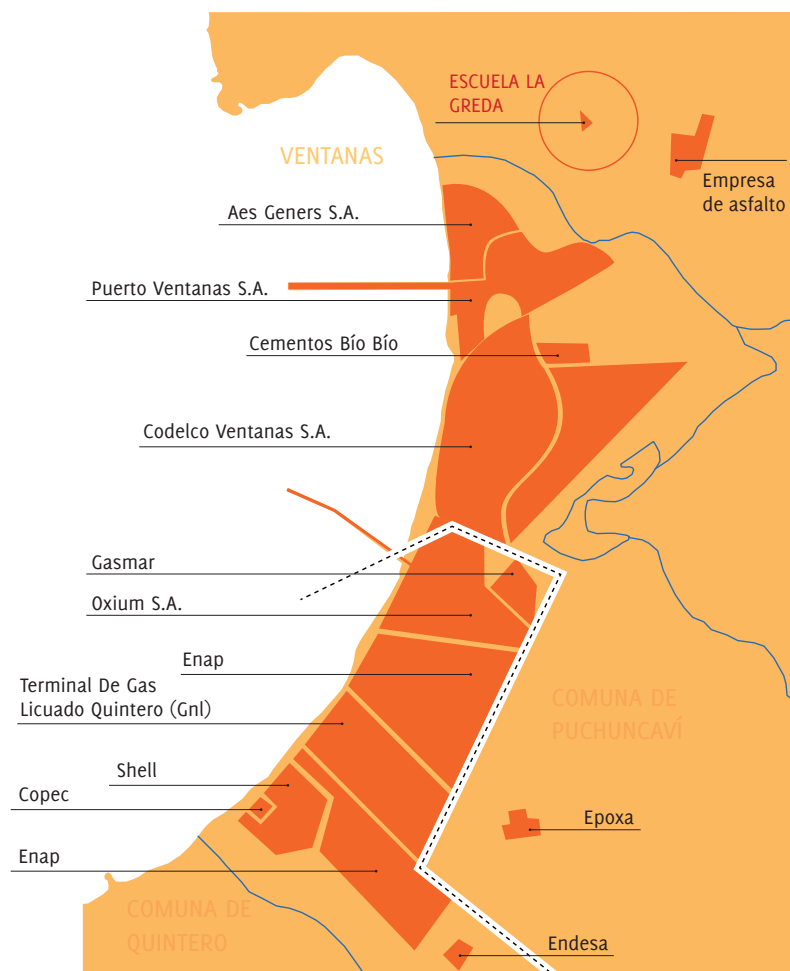 ESCUELA LA
GREDA
VENTANAS
Empresa
de asfalto
Aes Geners S.A.
Puerto Ventanas S.A.
Cementos Bío Bío
Codelco Ventanas S.A.
Gasmar
Oxium S.A.
Enap
Terminal De Gas
Licuado Quintero (Gnl)
COMUNA DE
PUCHUNCAVÍ
Shell
Copec
Epoxa
Enap
COMUNA DE
QUINTERO
Endesa